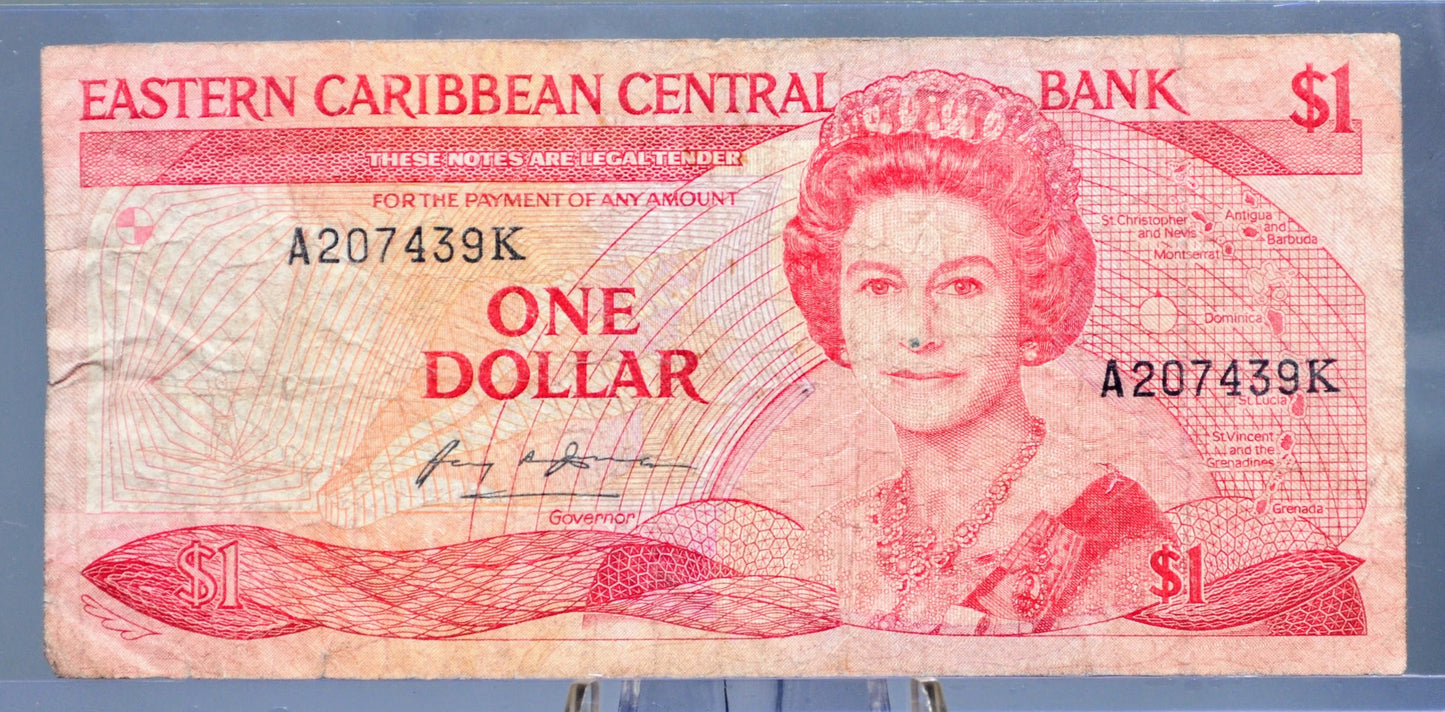 EASTERN CARIBBEAN CENTRAL BANK $1
THESE NOTES ARE LEGAL TENDER
FOR THE PAYMENT OF ANY AMOUNT
A207439K
ONE
DOLLAR
Governor
$1
St.Christopher
and Nevis
Antigua
and
Barbuda
Montserrat
Dominica
A207439K
St.Lucia
St.Vincent
and the
Grenadines
Grenada
$1